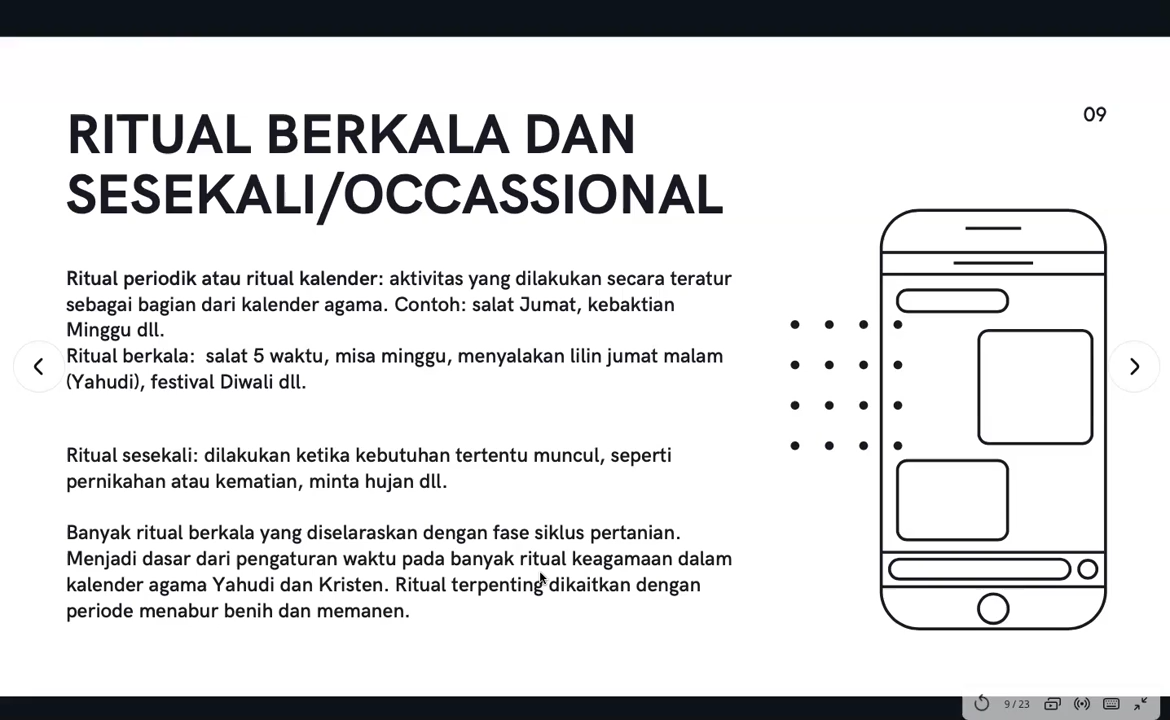 09
RITUAL BERKALA DAN
SESEKALI/OCCASSIONAL
Ritual periodik atau ritual kalender: aktivitas yang dilakukan secara teratur
sebagai bagian dari kalender agama. Contoh: salat Jumat, kebaktian
Minggu dll.
Ritual berkala:  salat 5 waktu, misa minggu, menyalakan lilin jumat malam
(Yahudi), festival Diwali dll.
Ritual sesekali: dilakukan ketika kebutuhan tertentu muncul, seperti
pernikahan atau kematian, minta hujan dll.
Banyak ritual berkala yang diselaraskan dengan fase siklus pertanian.
Menjadi dasar dari pengaturan waktu pada banyak ritual keagamaan dalam
kalender agama Yahudi dan Kristen. Ritual terpenting dikaitkan dengan
periode menabur benih dan memanen.
9 / 23